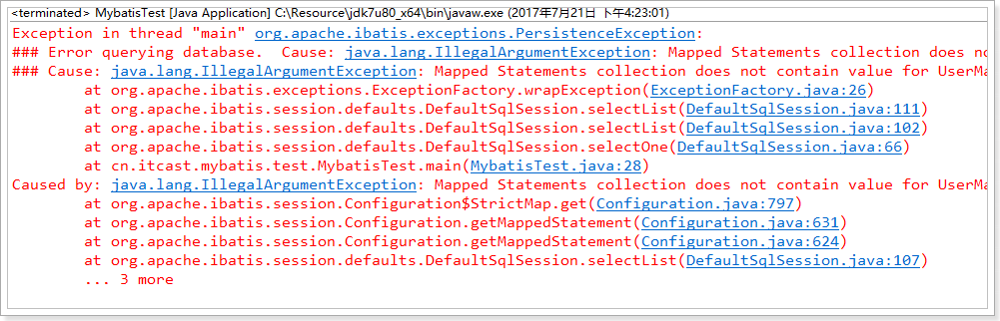 <terminated> MybatisTest [Java Application] C:\Resource\jdk7u80_x64\bin\javaw.exe (2017年7月21日 下午4:23:01)
Exception in thread "main" org.apache.ibatis.exceptions.PersistenceException:
### Error querying database.  Cause: java.lang.IllegalArgumentException: Mapped Statements collection does no
### Cause: java.lang.IllegalArgumentException: Mapped Statements collection does not contain value for UserMa
at org.apache.ibatis.exceptions.ExceptionFactory.wrapException(ExceptionFactory.java:26)
at org.apache.ibatis.session.defaults.DefaultSqlSession.selectList(DefaultSqlSession.java:111)
at org.apache.ibatis.session.defaults.DefaultSqlSession.selectList(DefaultSqlSession.java:102)
at org.apache.ibatis.session.defaults.DefaultSqlSession.selectOne(DefaultSqlSession.java:66)
at cn.itcast.mybatis.test.MybatisTest.main(MybatisTest.java:28)
Caused by: java.lang.IllegalArgumentException: Mapped Statements collection does not contain value for UserMa
at org.apache.ibatis.session.Configuration$StrictMap.get(Configuration.java:797)
at org.apache.ibatis.session.Configuration.getMappedStatement(Configuration.java:631)
at org.apache.ibatis.session.Configuration.getMappedStatement(Configuration.java:624)
at org.apache.ibatis.session.defaults.DefaultSqlSession.selectList(DefaultSqlSession.java:107)
... 3 more